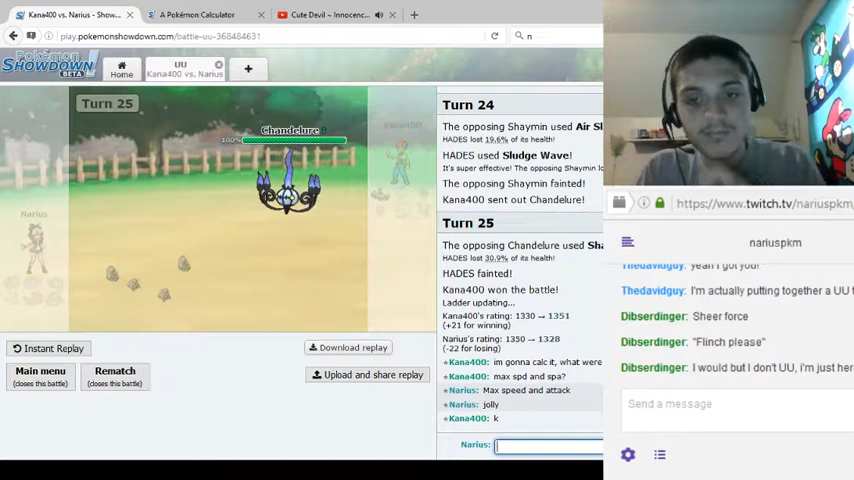 Kana400 vs. Narius - Show...
A Pokémon Calculator
Cute Devil ~ Innocenc...
play.pokemonshowdown.com/battle-uu-368484631
n
Pokémon
Showdown
BETA
Home
UU
Kana400 vs. Narius
Turn 25
Chandelure
100%
Kana400
Narius
Turn 24
The opposing Shaymin used Air Sl
HADES lost 19.6% of its health!
HADES used Sludge Wave!
It's super effective! The opposing Shaymin lo
The opposing Shaymin fainted!
Kana400 sent out Chandelure!
Turn 25
The opposing Chandelure used Sha
HADES lost 30.9% of its health!
HADES fainted!
Kana400 won the battle!
Ladder updating...
Kana400's rating: 1330 → 1351
(+21 for winning)
Narius's rating: 1350 → 1328
(-22 for losing)
★Kana400: im gonna calc it, what were
★Kana400: max spd and spa?
★Narius: Max speed and attack
★Narius: jolly
★Kana400: k
Narius:
Instant Replay
Download replay
Main menu
(closes this battle)
Rematch
(closes this battle)
Upload and share replay
https://www.twitch.tv/nariuspkm/
nariuspkm
Thedavidguy: yeah I got you!
Thedavidguy: I'm actually putting together a UU t
Dibserdinger: Sheer force
Dibserdinger: "Flinch please"
Dibserdinger: I would but I don't UU, i'm just her
Send a message